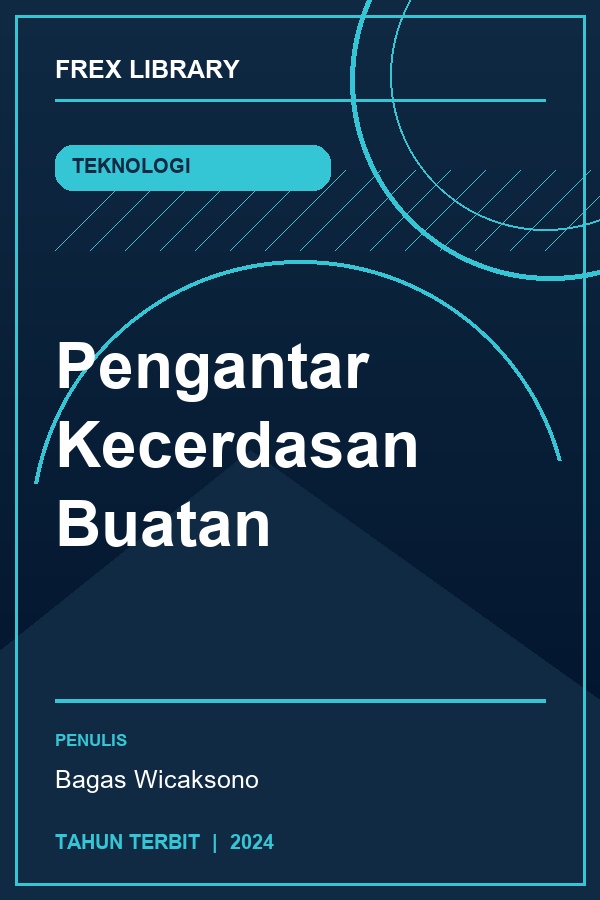 FREX LIBRARY
TEKNOLOGI
Pengantar
Kecerdasan
Buatan
PENULIS
Bagas Wicaksono
TAHUN TERBIT | 2024